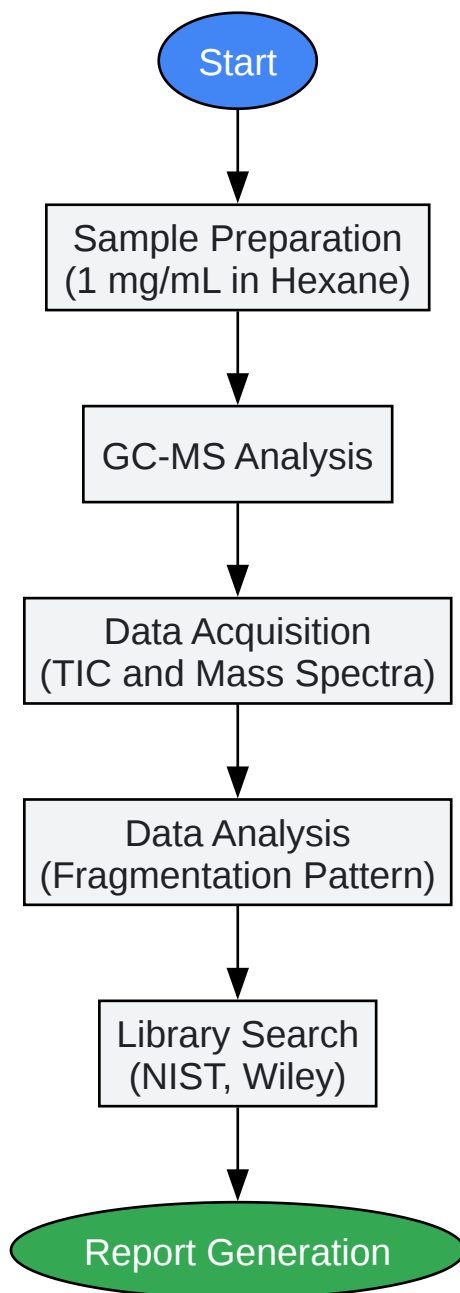 Start
Sample Preparation
(1 mg/mL in Hexane)
GC-MS Analysis
Data Acquisition
(TIC and Mass Spectra)
Data Analysis
(Fragmentation Pattern)
Library Search
(NIST, Wiley)
Report Generation